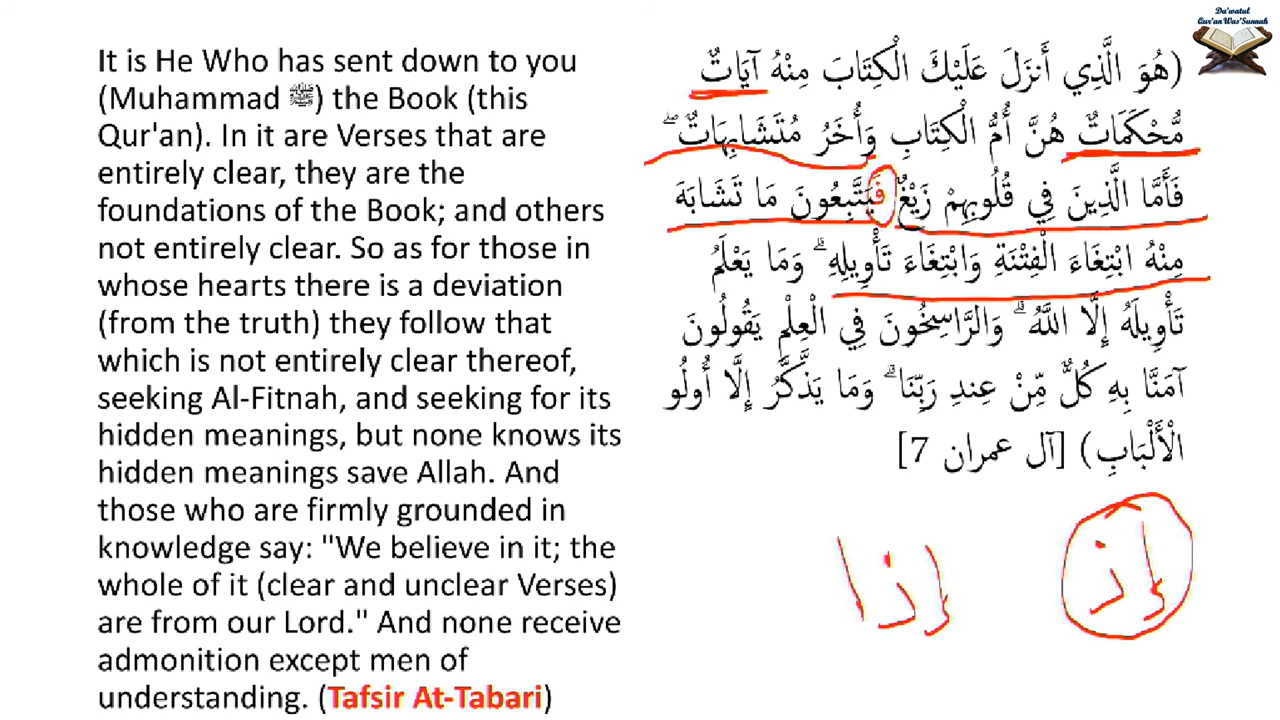 Da'watul
Qur'an Was'Sunnah
It is He Who has sent down to you
(Muhammad ﷺ) the Book (this
Qur'an). In it are Verses that are
entirely clear, they are the
foundations of the Book; and others
not entirely clear. So as for those in
whose hearts there is a deviation
(from the truth) they follow that
which is not entirely clear thereof,
seeking Al-Fitnah, and seeking for its
hidden meanings, but none knows its
hidden meanings save Allah. And
those who are firmly grounded in
knowledge say: "We believe in it; the
whole of it (clear and unclear Verses)
are from our Lord." And none receive
admonition except men of
understanding. (Tafsir At-Tabari)
(هُوَ الَّذِي أَنزَلَ عَلَيْكَ الْكِتَابَ مِنْهُ آيَاتٌ
مُّحْكَمَاتٌ هُنَّ أُمُّ الْكِتَابِ وَأُخَرُ مُتَشَابِهَاتٌ ۖ
فَأَمَّا الَّذِينَ فِي قُلُوبِهِمْ زَيْغٌ فَيَتَّبِعُونَ مَا تَشَابَهَ
مِنْهُ ابْتِغَاءَ الْفِتْنَةِ وَابْتِغَاءَ تَأْوِيلِهِ ۗ وَمَا يَعْلَمُ
تَأْوِيلَهُ إِلَّا اللَّهُ ۗ وَالرَّاسِخُونَ فِي الْعِلْمِ يَقُولُونَ
آمَنَّا بِهِ كُلٌّ مِّنْ عِندِ رَبِّنَا ۗ وَمَا يَذَّكَّرُ إِلَّا أُولُو
الْأَلْبَابِ) [آل عمران 7]
إذ إذا